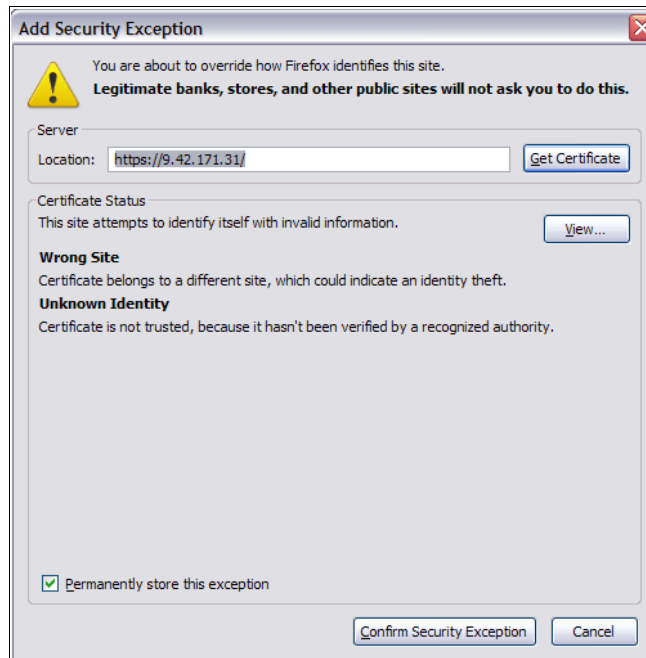 Add Security Exception
You are about to override how Firefox identifies this site.
Legitimate banks, stores, and other public sites will not ask you to do this.
Server
Location: https://9.42.171.31/ Get Certificate
Certificate Status
This site attempts to identify itself with invalid information.
View...
Wrong Site
Certificate belongs to a different site, which could indicate an identity theft.
Unknown Identity
Certificate is not trusted, because it hasn't been verified by a recognized authority.
Permanently store this exception
Confirm Security Exception Cancel